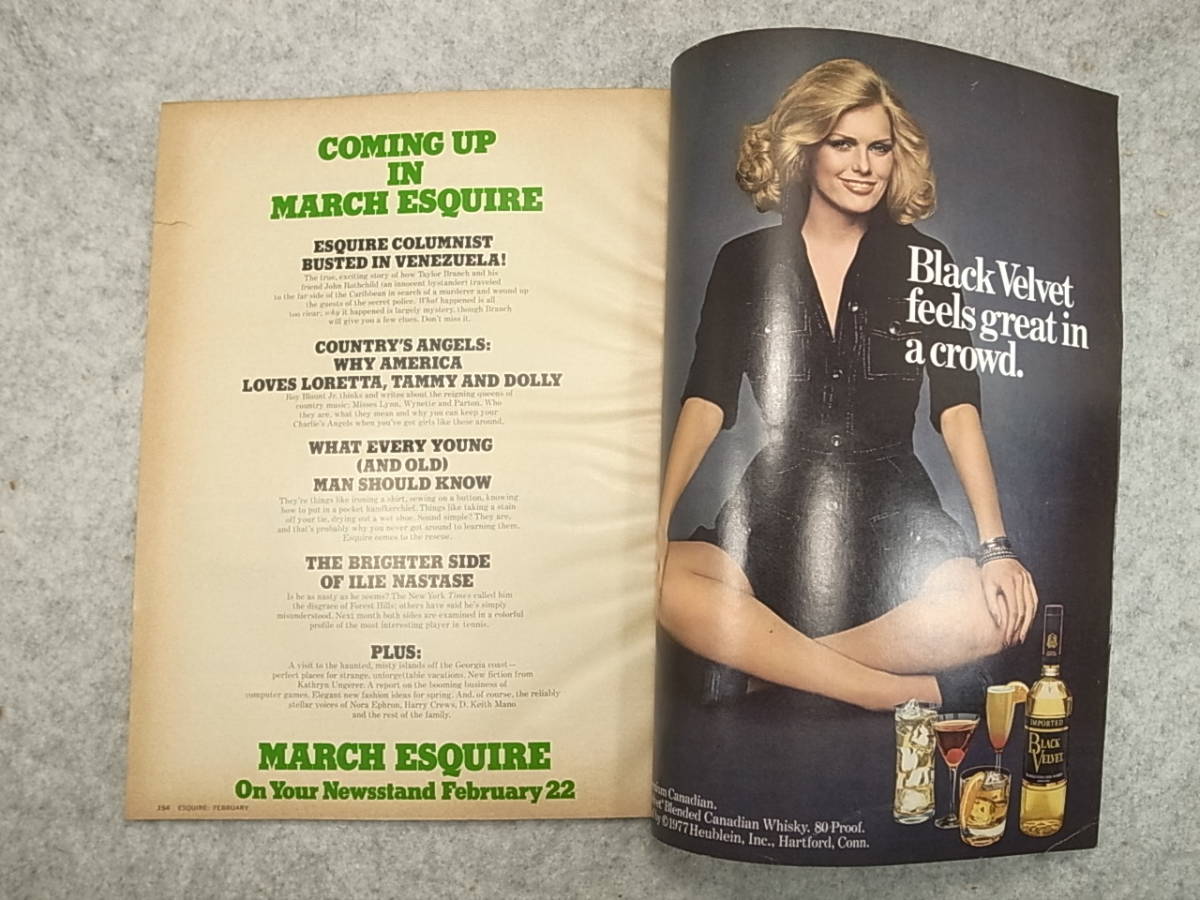 COMING UP
IN
MARCH ESQUIRE
ESQUIRE COLUMNIST
BUSTED IN VENEZUELA!
The true, exciting story of how Taylor Branch and his
friend John Rothchild (an innocent bystander) traveled
to the far side of the Caribbean in search of a murderer and wound up
the guests of the secret police. What happened is all
too clear; why it happened is largely mystery, though Branch
will give you a few clues. Don't miss it.
COUNTRY'S ANGELS:
WHY AMERICA
LOVES LORETTA, TAMMY AND DOLLY
Roy Blount Jr. thinks and writes about the reigning queens of
country music: Misses Lynn, Wynette and Parton. Who
they are, what they mean and why you can keep your
Charlie's Angels when you've got girls like these around.
WHAT EVERY YOUNG
(AND OLD)
MAN SHOULD KNOW
They're things like ironing a shirt, sewing on a button, knowing
how to put in a pocket handkerchief. Things like taking a stain
off your tie, drying out a wet shoe. Sound simple? They are,
and that's probably why you never got around to learning them.
Esquire comes to the rescue.
THE BRIGHTER SIDE
OF ILIE NASTASE
Is he as nasty as he seems? The New York Times called him
the disgrace of Forest Hills; others have said he's simply
misunderstood. Next month both sides are examined in a colorful
profile of the most interesting player in tennis.
PLUS:
A visit to the haunted, misty islands off the Georgia coast—
perfect places for strange, unforgettable vacations. New fiction from
Kathryn Ungerer. A report on the booming business of
computer games. Elegant new fashion ideas for spring. And, of course, the reliably
stellar voices of Nora Ephron, Harry Crews, D. Keith Mano
and the rest of the family.
MARCH ESQUIRE
On Your Newsstand February 22
154 ESQUIRE: FEBRUARY
Black Velvet
feels great in
a crowd.
IMPORTED
BLACK
VELVET
Canadian.
Blended Canadian Whisky. 80 Proof.
©1977 Heublein, Inc., Hartford, Conn.